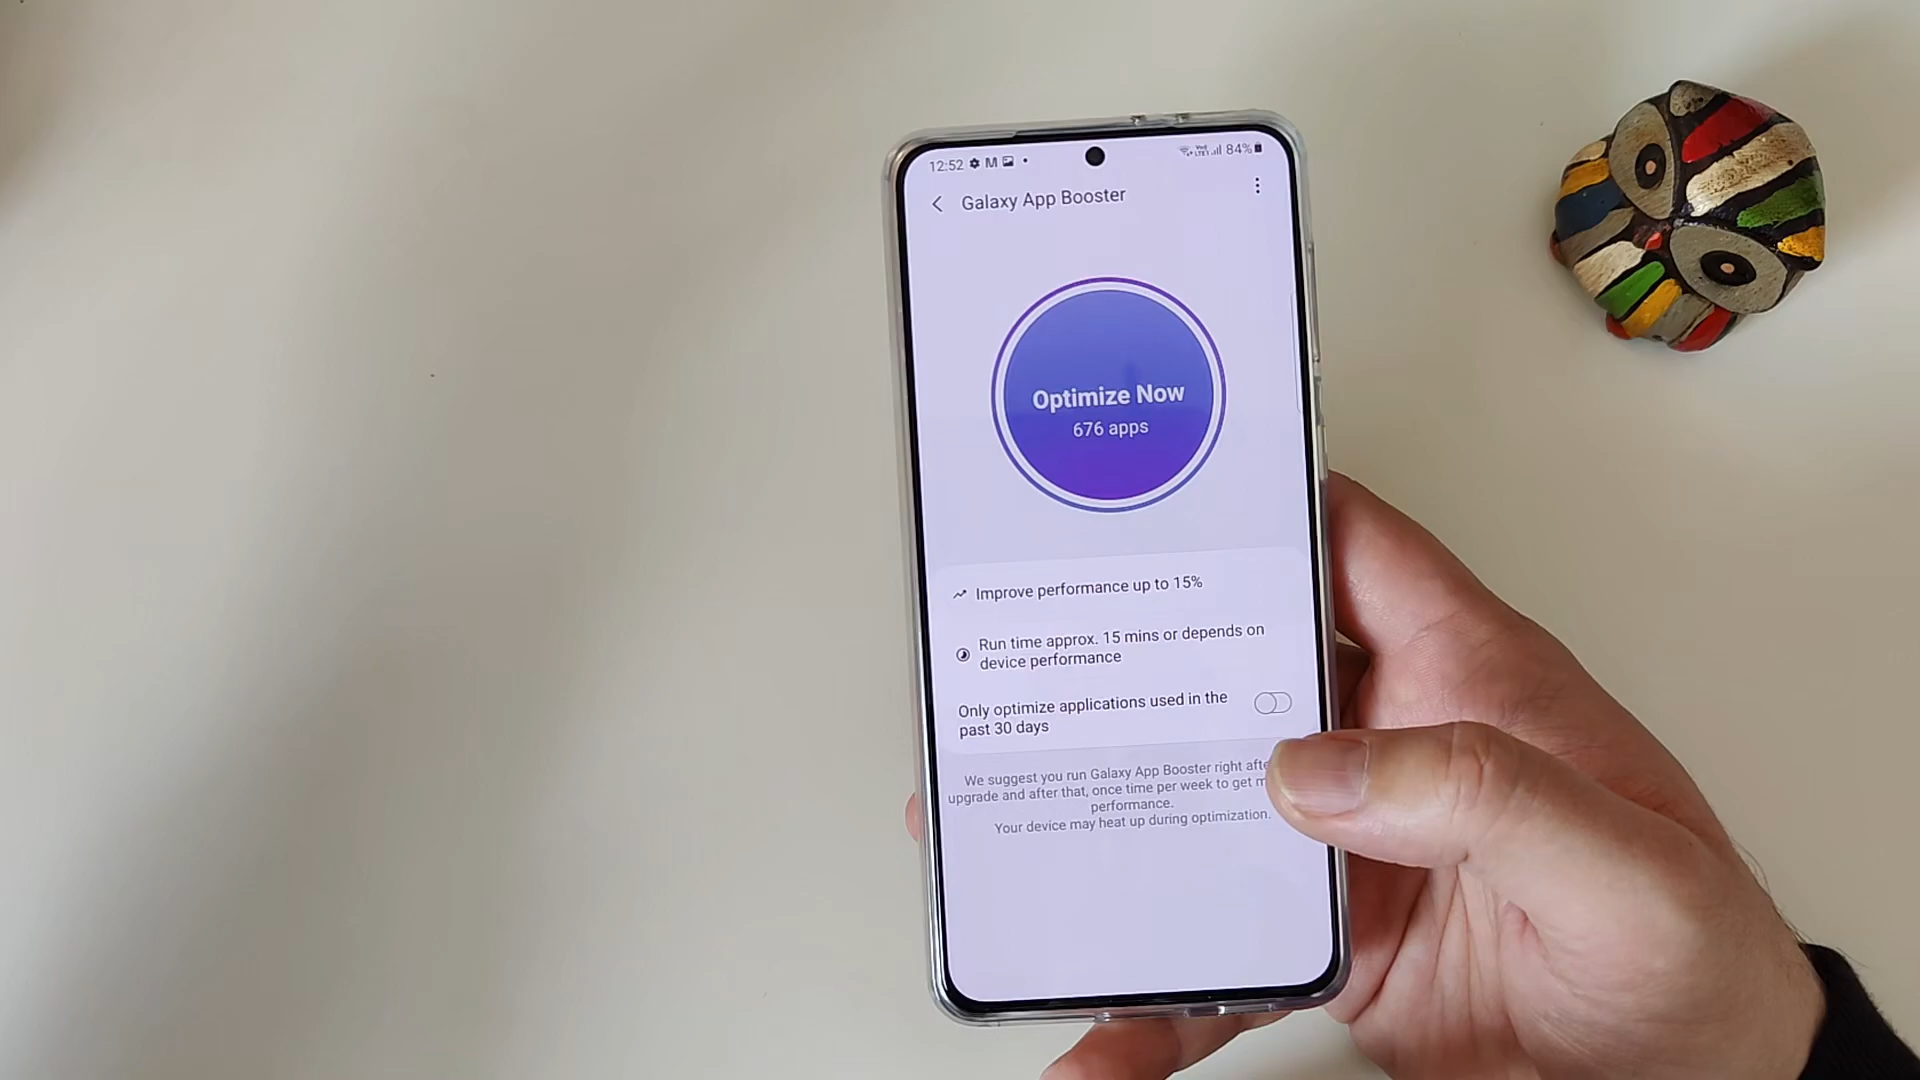 12:52 M 84%
Galaxy App Booster
Optimize Now
676 apps
Improve performance up to 15%
Run time approx. 15 mins or depends on
device performance
Only optimize applications used in the
past 30 days
We suggest you run Galaxy App Booster right
upgrade and after that, once time per week to get
performance.
Your device may heat up during optimization.